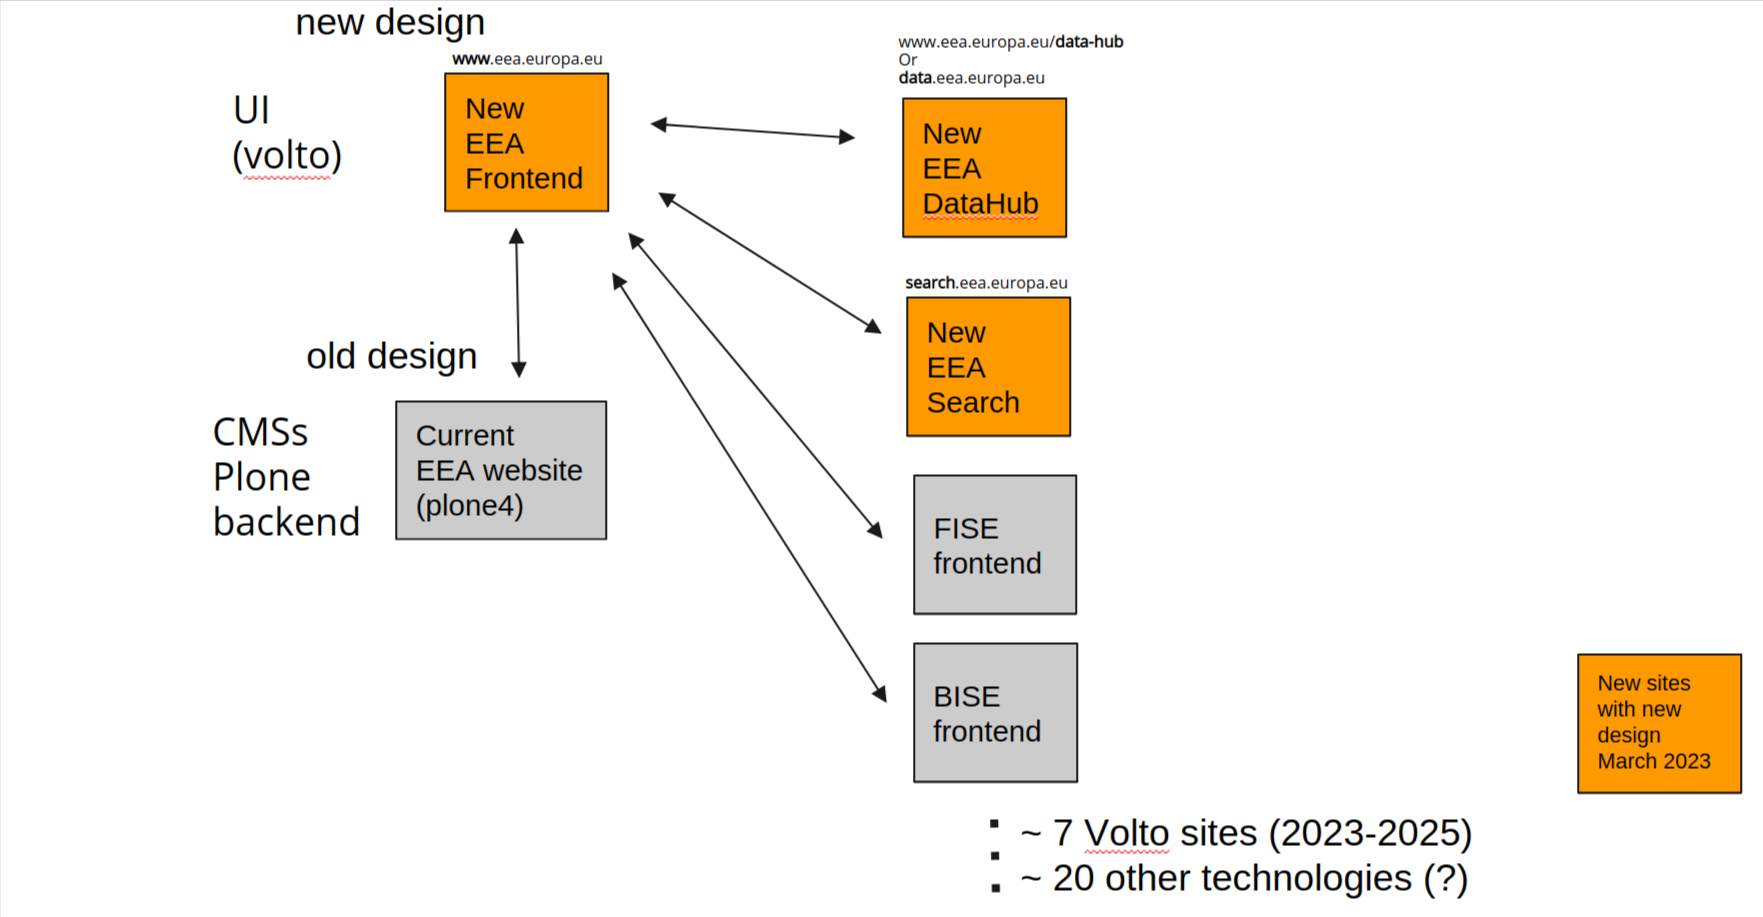 new design
www.eea.europa.eu
UI
(volto)
New
EEA
Frontend
www.eea.europa.eu/data-hub
Or
data.eea.europa.eu
New
EEA
DataHub
search.eea.europa.eu
New
EEA
Search
old design
CMSs
Plone
backend
Current
EEA website
(plone4)
FISE
frontend
BISE
frontend
New sites
with new
design
March 2023
~ 7 Volto sites (2023-2025)
~ 20 other technologies (?)